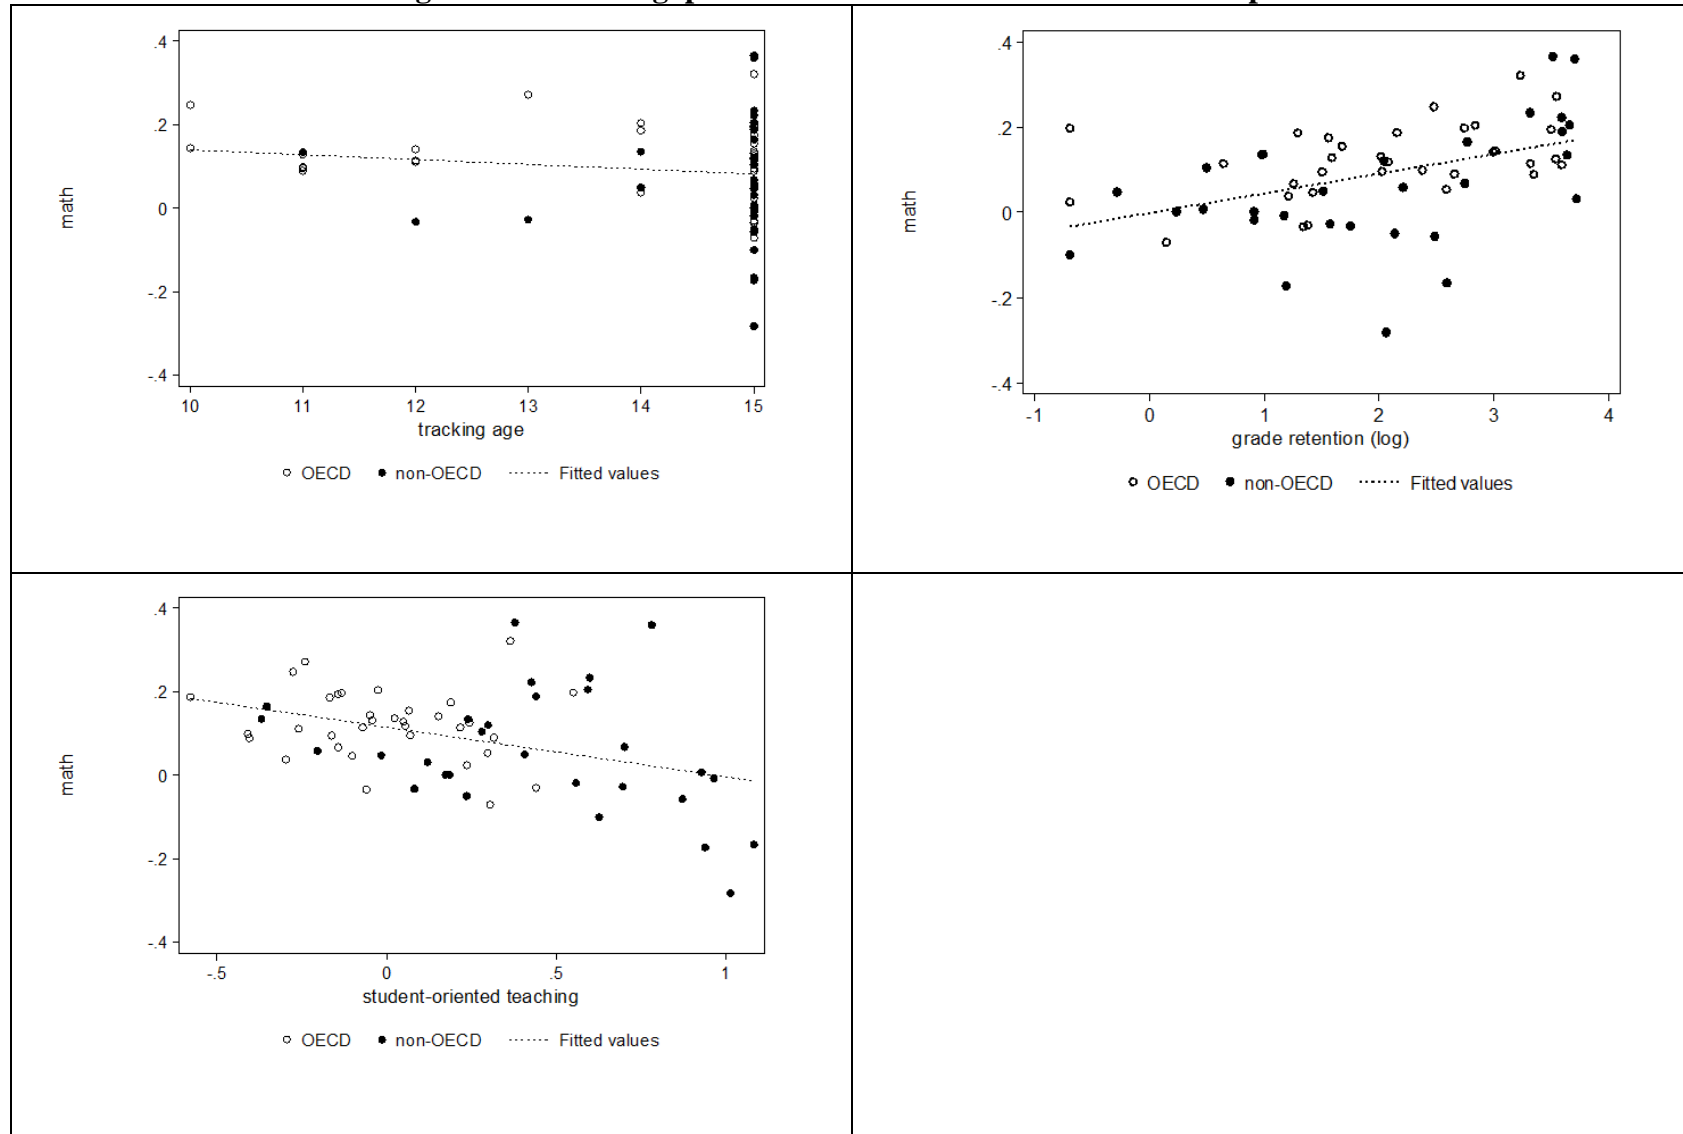 .4
.2
0
-.2
-.4
math
10 11 12 13 14 15
tracking age
OECD non-OECD Fitted values
.4
.2
0
-.2
-.4
math
-1 0 1 2 3 4
grade retention (log)
OECD non-OECD Fitted values
.4
.2
0
-.2
-.4
math
-.5 0 .5 1
student-oriented teaching
OECD non-OECD Fitted values